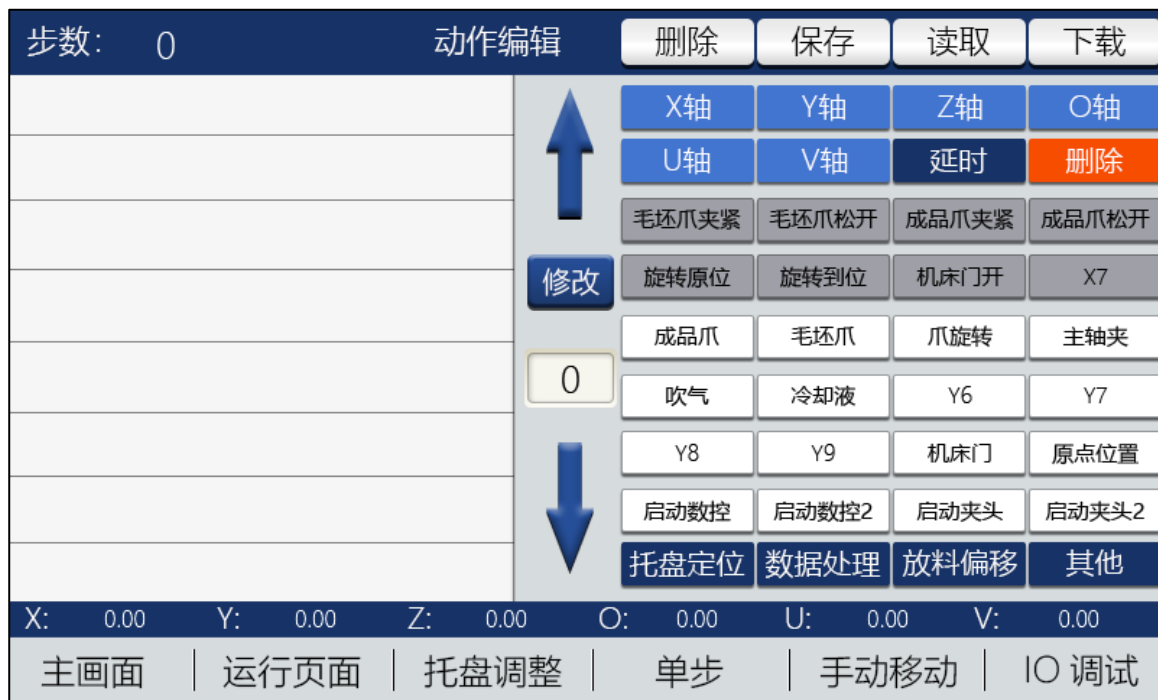 步数： 0 动作编辑 删除 保存 读取 下载
X轴 Y轴 Z轴 O轴
U轴 V轴 延时 删除
毛坯爪夹紧 毛坯爪松开 成品爪夹紧 成品爪松开
修改 旋转原位 旋转到位 机床门开 X7
成品爪 毛坯爪 爪旋转 主轴夹
0 吹气 冷却液 Y6 Y7
Y8 Y9 机床门 原点位置
启动数控 启动数控2 启动夹头 启动夹头2
托盘定位 数据处理 放料偏移 其他
X: 0.00 Y: 0.00 Z: 0.00 O: 0.00 U: 0.00 V: 0.00
主画面 运行页面 托盘调整 单步 手动移动 IO 调试